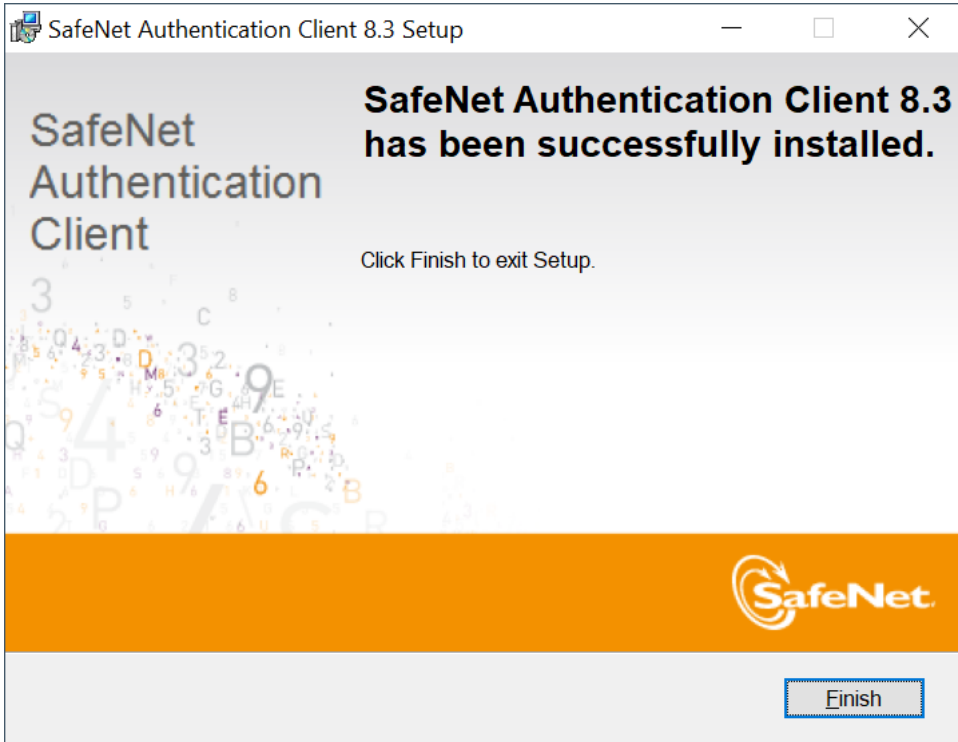 SafeNet Authentication Client 8.3 Setup
SafeNet
Authentication
Client
SafeNet Authentication Client 8.3
has been successfully installed.
Click Finish to exit Setup.
SafeNet.
Finish